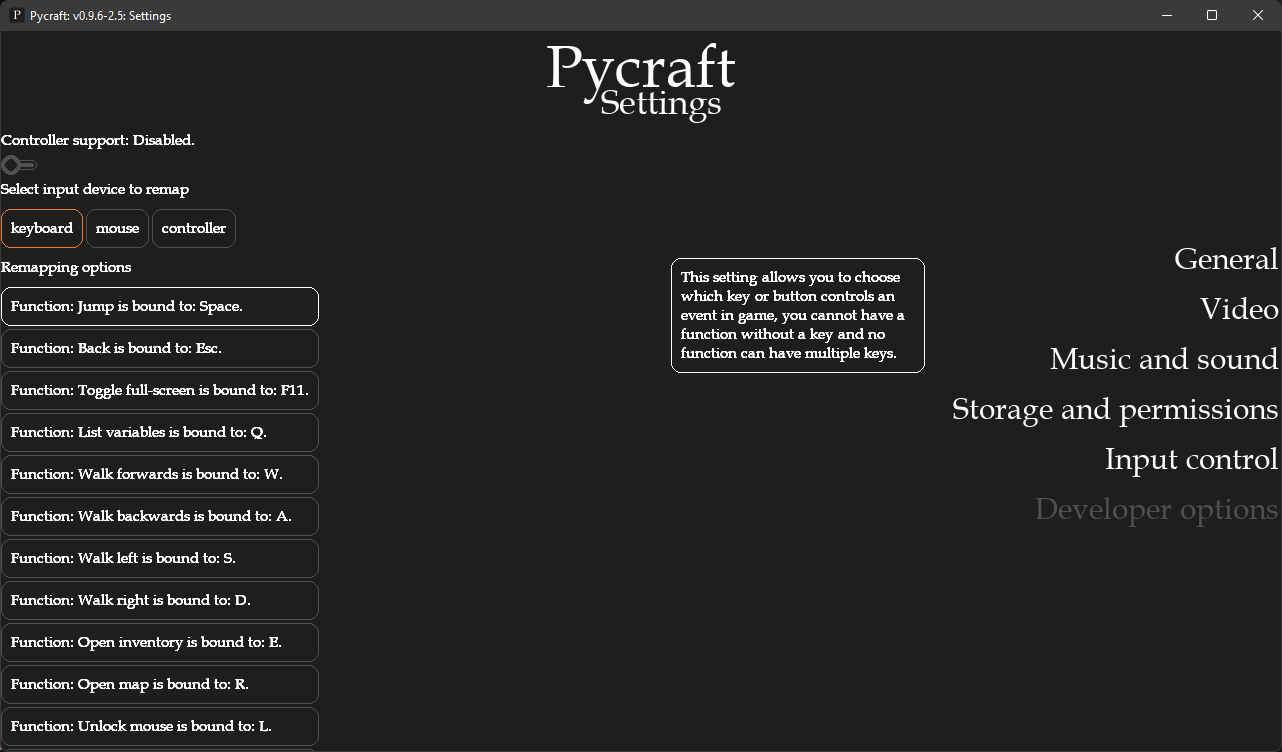 P Pycraft: v0.9.6-2.5: Settings
Pycraft
Settings
Controller support: Disabled.
Select input device to remap
keyboard mouse controller
Remapping options
Function: Jump is bound to: Space.
Function: Back is bound to: Esc.
Function: Toggle full-screen is bound to: F11.
Function: List variables is bound to: Q.
Function: Walk forwards is bound to: W.
Function: Walk backwards is bound to: A.
Function: Walk left is bound to: S.
Function: Walk right is bound to: D.
Function: Open inventory is bound to: E.
Function: Open map is bound to: R.
Function: Unlock mouse is bound to: L.
This setting allows you to choose
which key or button controls an
event in game, you cannot have a
function without a key and no
function can have multiple keys.
General
Video
Music and sound
Storage and permissions
Input control
Developer options